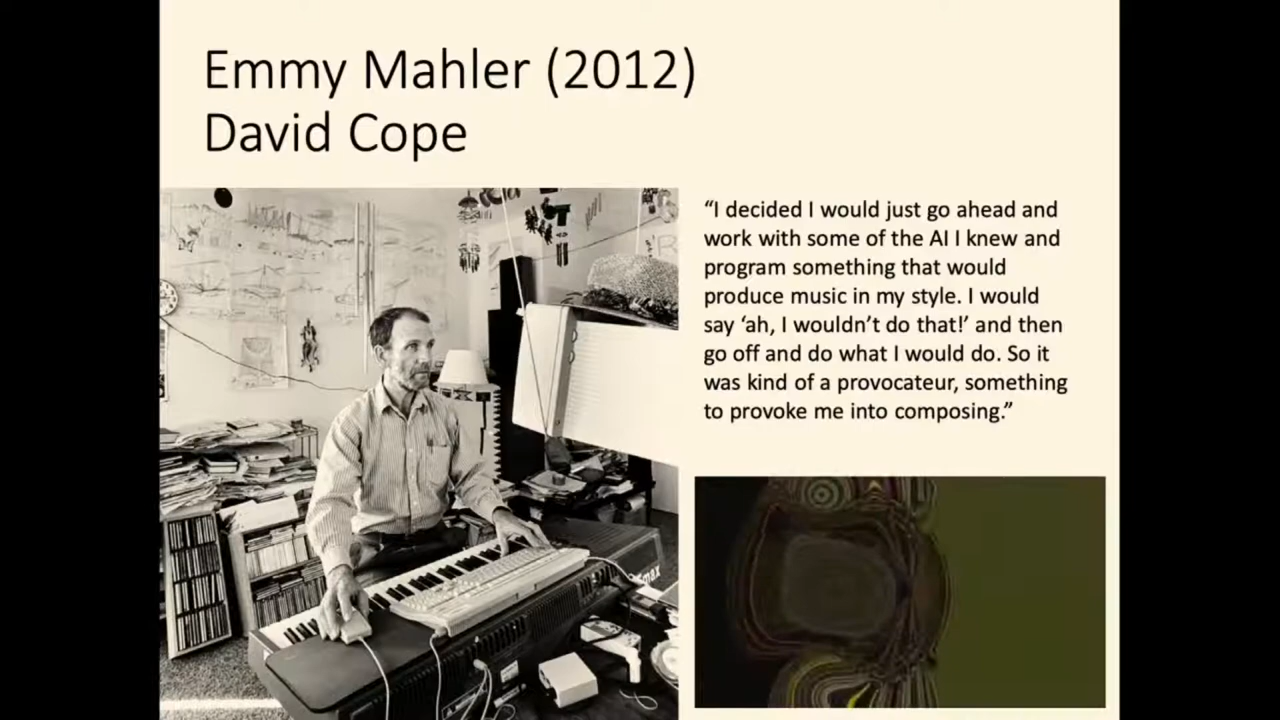 Emmy Mahler (2012)
David Cope
“I decided I would just go ahead and
work with some of the AI I knew and
program something that would
produce music in my style. I would
say ‘ah, I wouldn’t do that!’ and then
go off and do what I would do. So it
was kind of a provocateur, something
to provoke me into composing.”